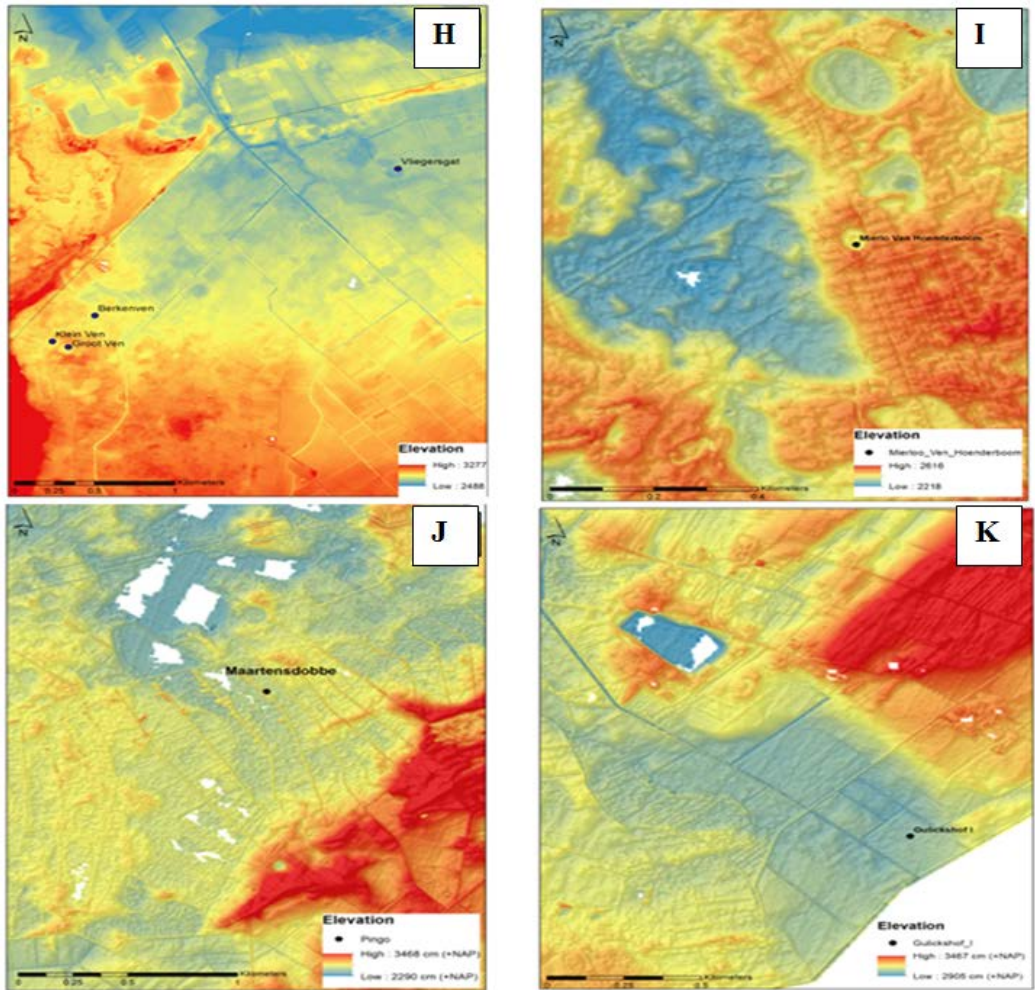 N
H
Vliegersgat
Berkenven
Klein Ven
Groot Ven
Elevation
High : 3277
Low : 2488
0 0.25 0.5 1
Kilometers
N
I
Mierlo Ven Hoenderboom
Elevation
Mierloo_Ven_Hoenderboom
High : 2616
Low : 2218
0 0.2 0.4
Kilometers
N
J
Maartensdobbe
Elevation
Pingo
High : 3468 cm (+NAP)
Low : 2290 cm (+NAP)
0 0.25 0.5 1
Kilometers
N
K
Gulickshof I
Elevation
Gulickshof_I
High : 3467 cm (+NAP)
Low : 2905 cm (+NAP)
0 0.25 0.5
Kilometers